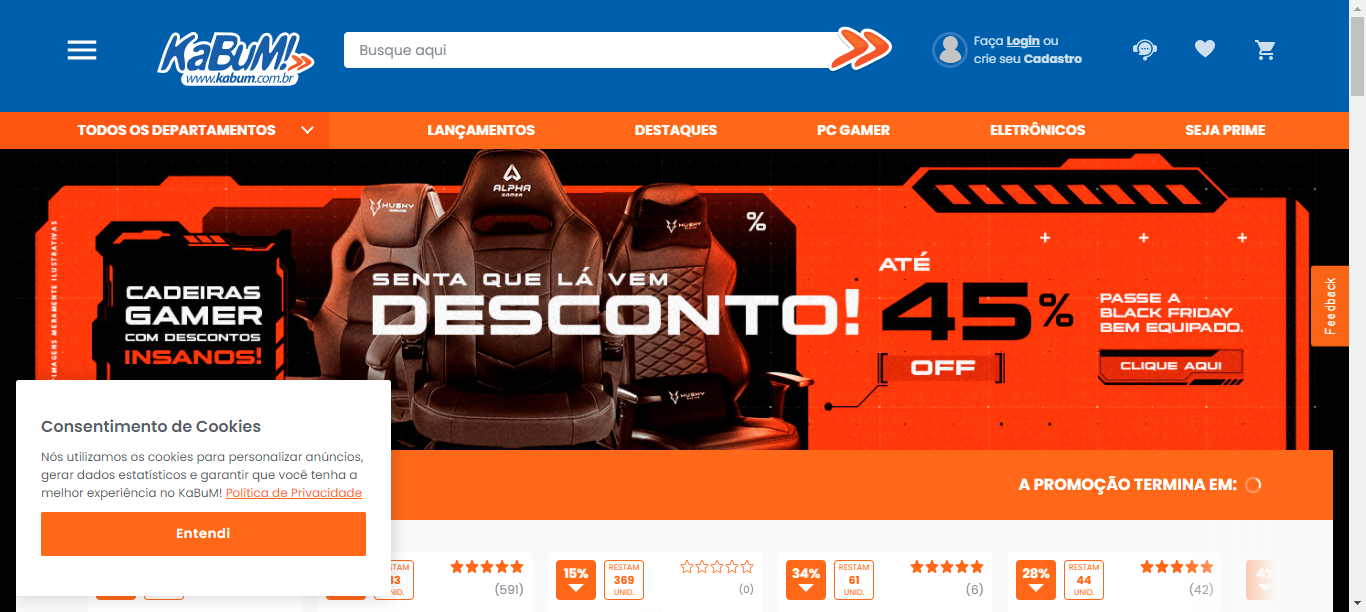 KaBuM!
www.kabum.com.br
Busque aqui
Faça Login ou
crie seu Cadastro
TODOS OS DEPARTAMENTOS
LANÇAMENTOS
DESTAQUES
PC GAMER
ELETRÔNICOS
SEJA PRIME
*IMAGENS MERAMENTE ILUSTRATIVAS
CADEIRAS
GAMER
COM DESCONTOS
INSANOS!
HUSKY
ALPHA
GAMER
HUSKY
%
HUSKY
SENTA QUE LÁ VEM
DESCONTO!
ATÉ
45%
OFF
PASSE A
BLACK FRIDAY
BEM EQUIPADO.
CLIQUE AQUI
Feedback
Consentimento de Cookies
Nós utilizamos os cookies para personalizar anúncios,
gerar dados estatísticos e garantir que você tenha a
melhor experiência no KaBuM! Política de Privacidade
Entendi
A PROMOÇÃO TERMINA EM:
(591)
15%
RESTAM
369
UNID.
(0)
34%
RESTAM
61
UNID.
(6)
28%
RESTAM
44
UNID.
(42)